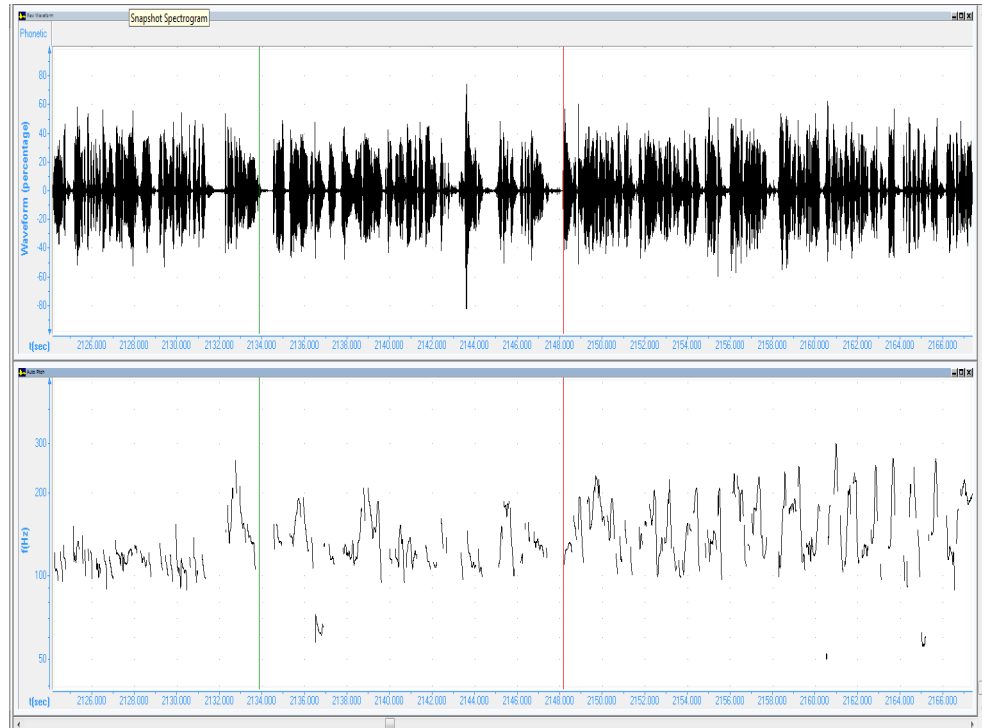 Raw Waveform
Snapshot Spectrogram
Phonetic
80
60
40
20
0
-20
-40
-60
-80
Waveform (percentage)
t(sec) 2126.000 2128.000 2130.000 2132.000 2134.000 2136.000 2138.000 2140.000 2142.000 2144.000 2146.000 2148.000 2150.000 2152.000 2154.000 2156.000 2158.000 2160.000 2162.000 2164.000 2166.000
Auto Pitch
300
200
100
50
f(Hz)
t(sec) 2126.000 2128.000 2130.000 2132.000 2134.000 2136.000 2138.000 2140.000 2142.000 2144.000 2146.000 2148.000 2150.000 2152.000 2154.000 2156.000 2158.000 2160.000 2162.000 2164.000 2166.000